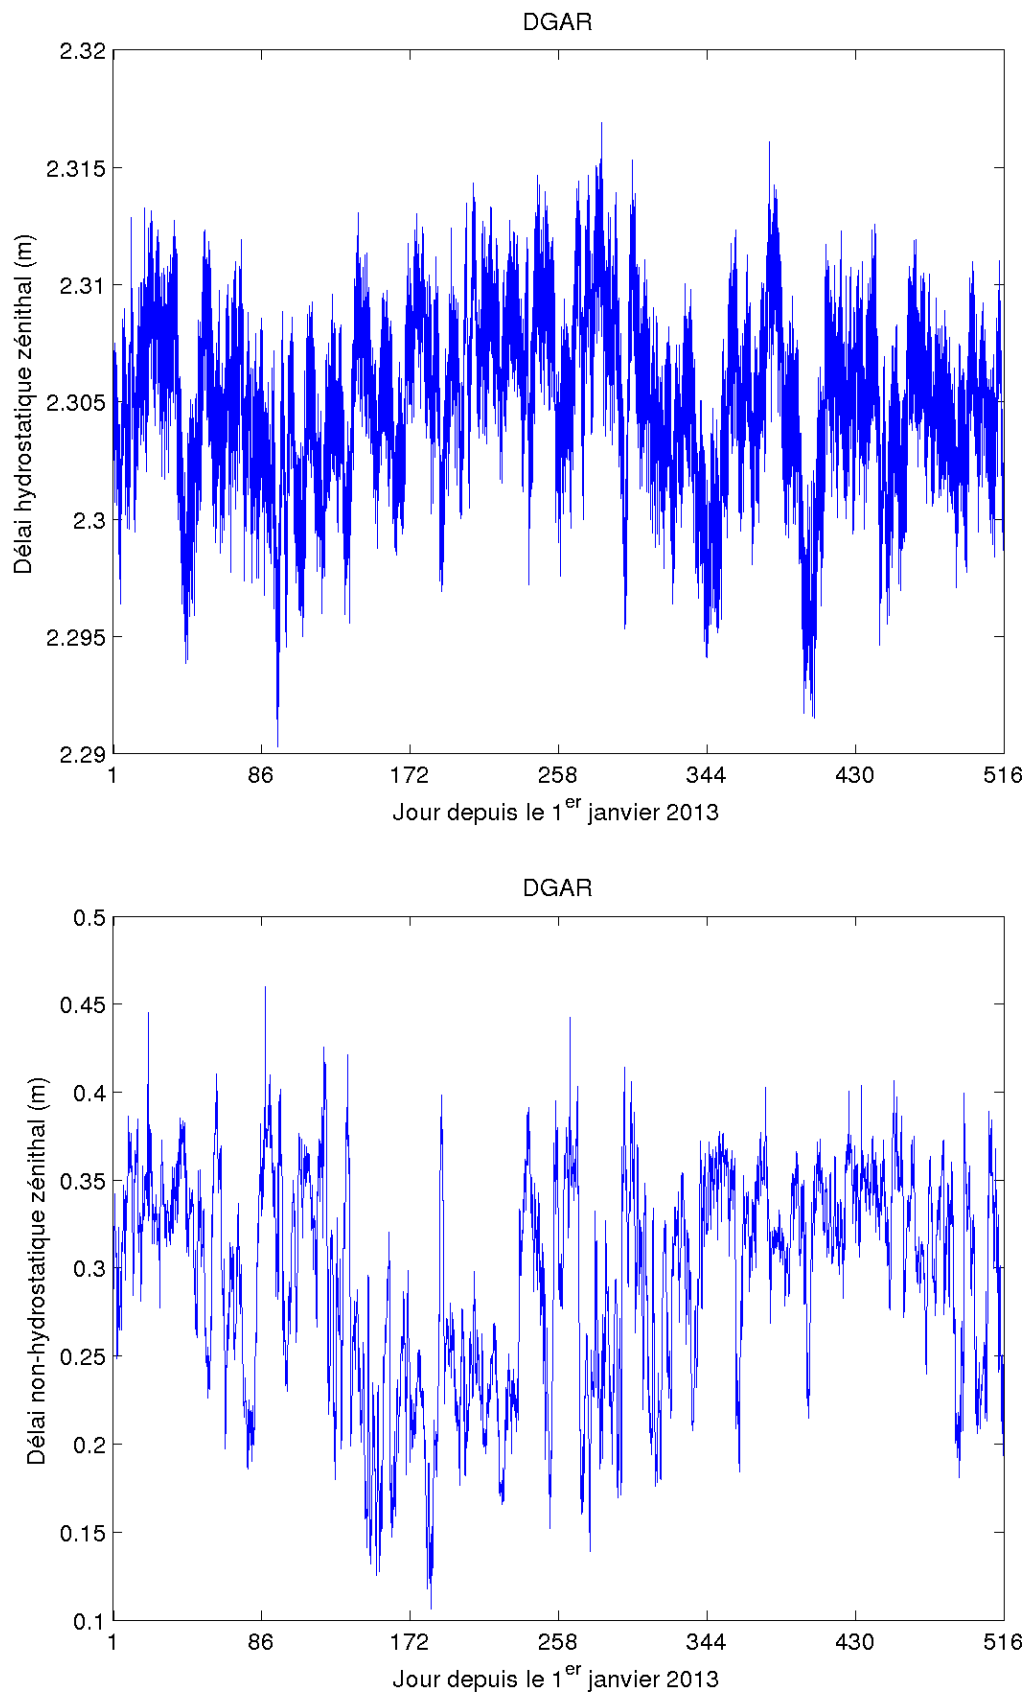 DGAR
2.32
2.315
2.31
2.305
2.3
2.295
2.29
Délai hydrostatique zénithal (m)
1 86 172 258 344 430 516
Jour depuis le 1er janvier 2013
DGAR
0.5
0.45
0.4
0.35
0.3
0.25
0.2
0.15
0.1
Délai non-hydrostatique zénithal (m)
1 86 172 258 344 430 516
Jour depuis le 1er janvier 2013